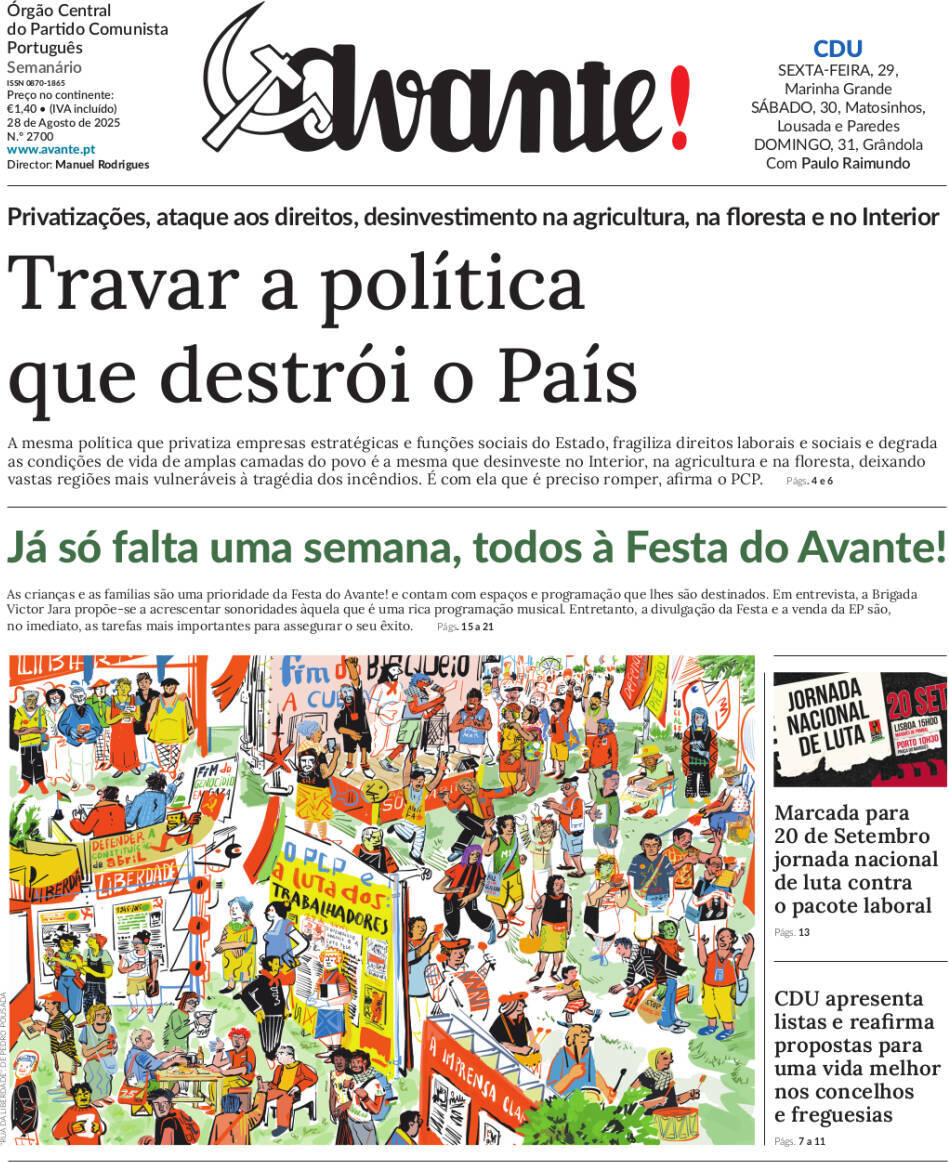 Órgão Central
do Partido Comunista
Português
Semanário
ISSN 0870-1865
Preço no continente:
€1,40 • (IVA incluído)
28 de Agosto de 2025
N.º 2700
www.avante.pt
Director: Manuel Rodrigues
avante!
CDU
SEXTA-FEIRA, 29,
Marinha Grande
SÁBADO, 30, Matosinhos,
Lousada e Paredes
DOMINGO, 31, Grândola
Com Paulo Raimundo
Privatizações, ataque aos direitos, desinvestimento na agricultura, na floresta e no Interior
Travar a política
que destrói o País
A mesma política que privatiza empresas estratégicas e funções sociais do Estado, fragiliza direitos laborais e sociais e degrada
as condições de vida de amplas camadas do povo é a mesma que desinveste no Interior, na agricultura e na floresta, deixando
vastas regiões mais vulneráveis à tragédia dos incêndios. É com ela que é preciso romper, afirma o PCP. Págs. 4 e 6
Já só falta uma semana, todos à Festa do Avante!
As crianças e as famílias são uma prioridade da Festa do Avante! e contam com espaços e programação que lhes são destinados. Em entrevista, a Brigada
Victor Jara propõe-se a acrescentar sonoridades àquela que é uma rica programação musical. Entretanto, a divulgação da Festa e a venda da EP são,
no imediato, as tarefas mais importantes para assegurar o seu êxito. Págs. 15 a 21
fim do Bloqueio
A CUB
FIM do
GENOCÍDIO
GAZA
DEFENDER A
CONSTITUIÇÃO
abril
LIBERDADE
LIBERDA
O PCP e
a luta dos
TRABALHADORES
A IMPRENSA CLA
"RUA DA LIBERDADE" DE PEDRO POUSADA
JORNADA
NACIONAL
DE LUTA
20 SET
LISBOA 15H00
MARQUÊS DE POMBAL
PORTO 10H30
Marcada para
20 de Setembro
jornada nacional
de luta contra
o pacote laboral
Págs. 13
CDU apresenta
listas e reafirma
propostas para
uma vida melhor
nos concelhos
e freguesias
Págs. 7 a 11